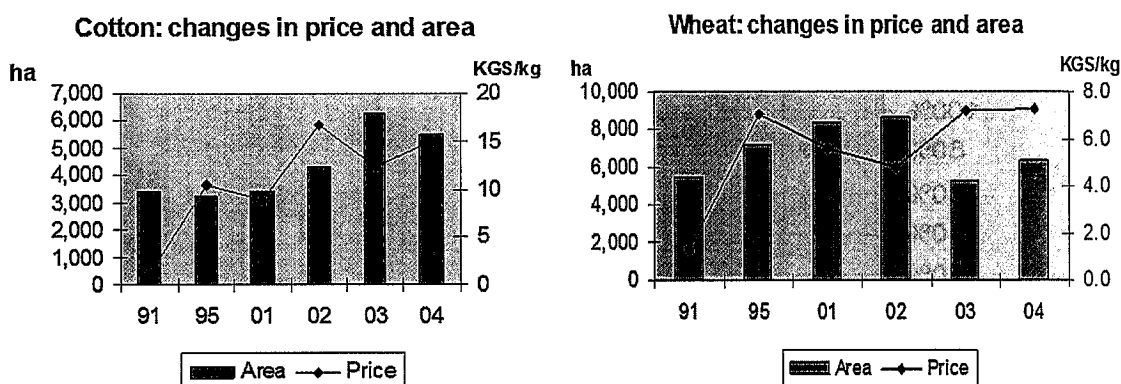 Cotton: changes in price and area
ha
KGS/kg
7,000
6,000
5,000
4,000
3,000
2,000
1,000
0
20
15
10
5
0
91 95 01 02 03 04
Area Price
Wheat: changes in price and area
ha
KGS/kg
10,000
8,000
6,000
4,000
2,000
0
8.0
6.0
4.0
2.0
0.0
91 95 01 02 03 04
Area Price